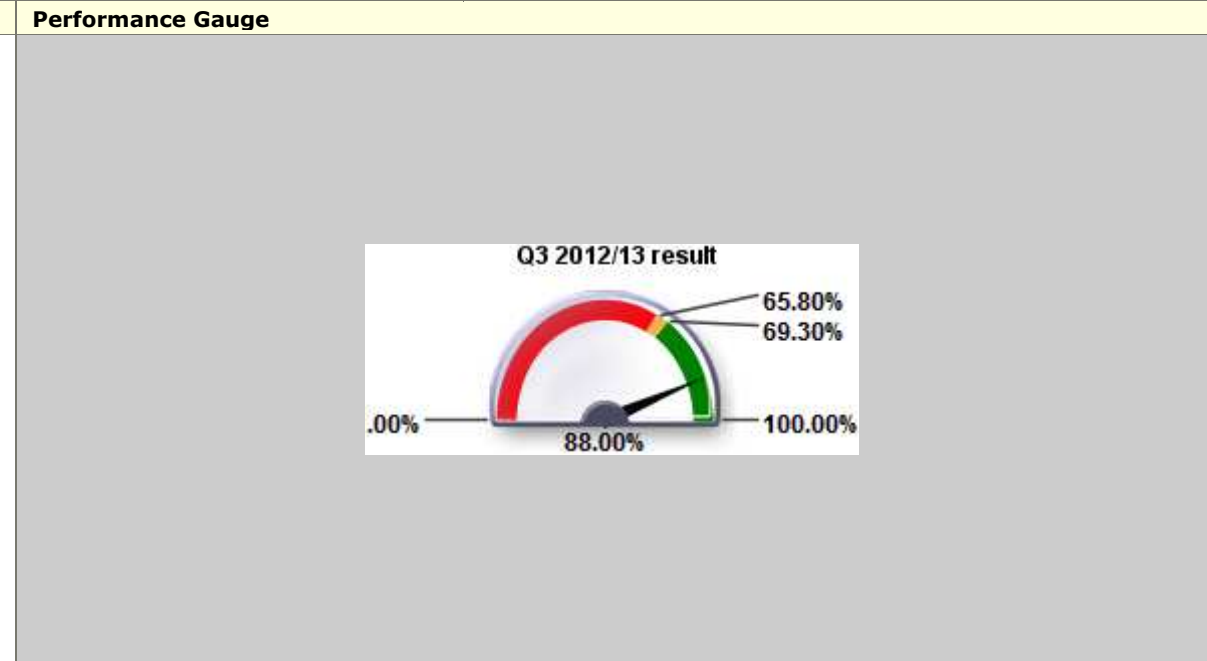 Performance Gauge
Q3 2012/13 result
65.80%
69.30%
.00%
100.00%
88.00%